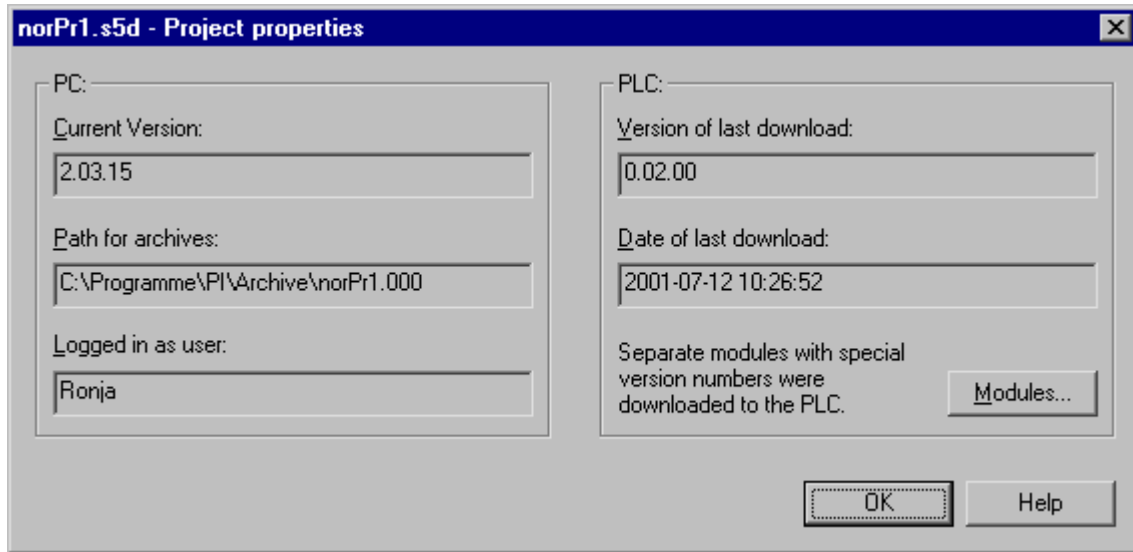 norPr1.s5d - Project properties
PC:
Current Version:
2.03.15
Path for archives:
C:\Programme\PI\Archive\norPr1.000
Logged in as user:
Ronja
PLC:
Version of last download:
0.02.00
Date of last download:
2001-07-12 10:26:52
Separate modules with special
version numbers were
downloaded to the PLC.
Modules...
OK
Help